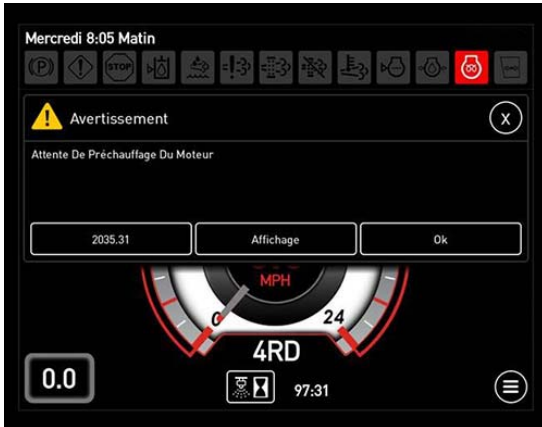 Mercredi 8:05 Matin
(P)
STOP
Avertissement
X
Attente De Préchauffage Du Moteur
2035.31
Affichage
Ok
MPH
0
24
4RD
0.0
97:31